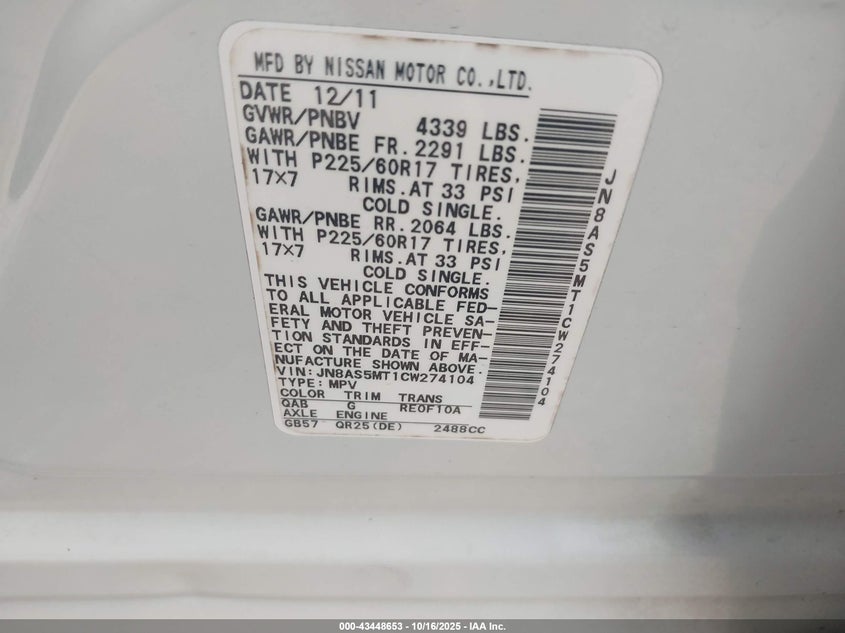 MFD BY NISSAN MOTOR CO.,LTD.
DATE 12/11
GVWR/PNBV 4339 LBS.
GAWR/PNBE FR. 2291 LBS.
WITH P225/60R17 TIRES,
17X7 RIMS.AT 33 PSI
COLD SINGLE.
GAWR/PNBE RR. 2064 LBS.
WITH P225/60R17 TIRES,
17X7 RIMS.AT 33 PSI
COLD SINGLE.
THIS VEHICLE CONFORMS
TO ALL APPLICABLE FED-
ERAL MOTOR VEHICLE SA-
FETY AND THEFT PREVEN-
TION STANDARDS IN EFF-
ECT ON THE DATE OF MA-
NUFACTURE SHOWN ABOVE.
VIN: JN8AS5MT1CW274104
TYPE: MPV
COLOR TRIM TRANS
QAB G RE0F10A
AXLE ENGINE
GB57 QR25(DE) 2488CC
JN8AS5MT1CW274104
000-43448653 - 10/16/2025 - IAA Inc.